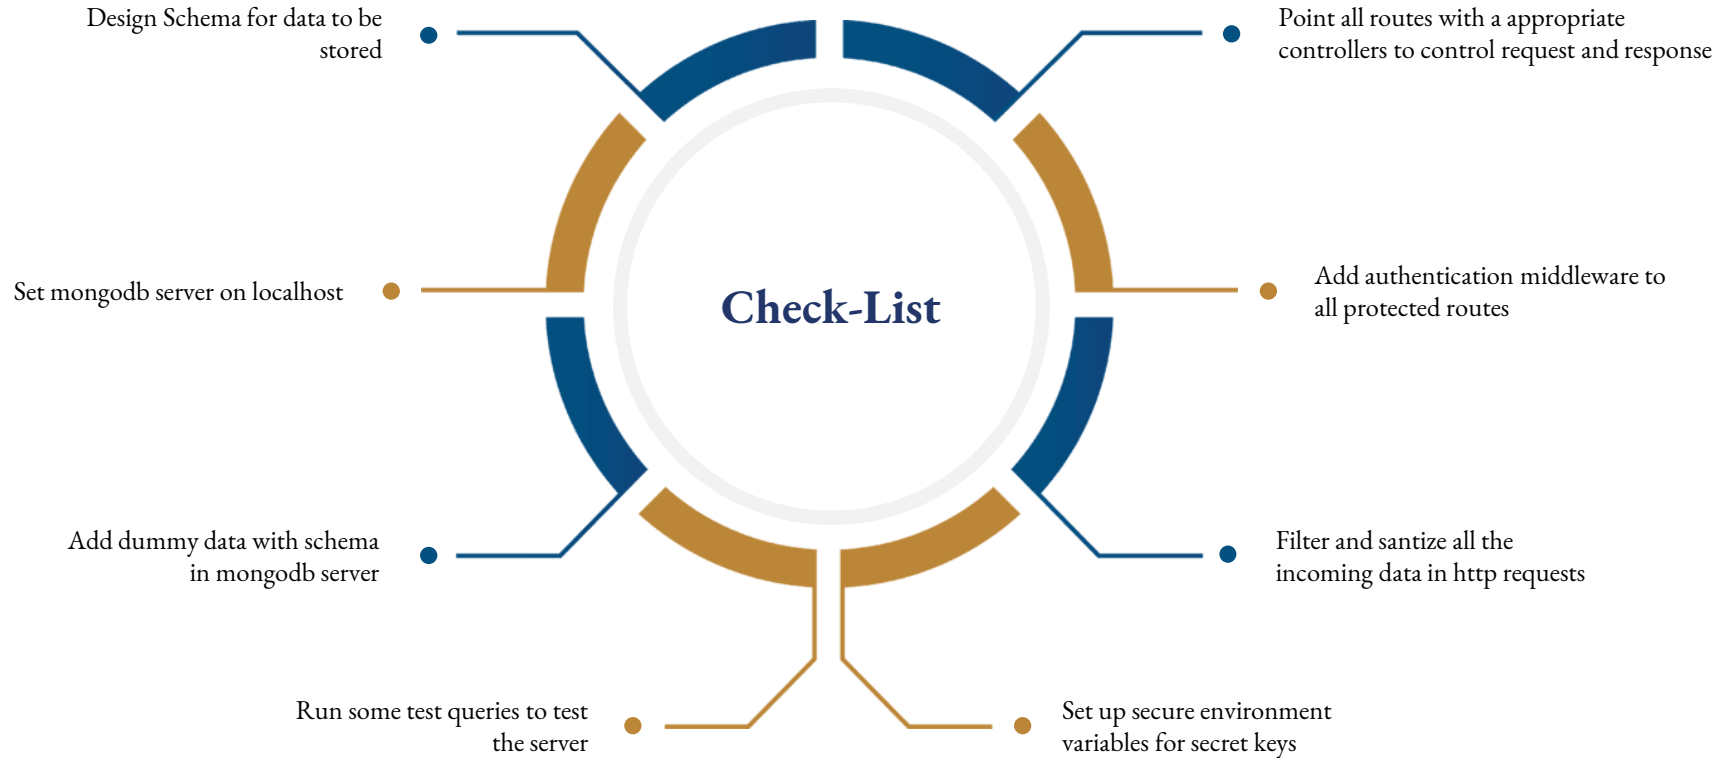 Design Schema for data to be
stored
Set mongodb server on localhost
Add dummy data with schema
in mongodb server
Run some test queries to test
the server
Check-List
Point all routes with a appropriate
controllers to control request and response
Add authentication middleware to
all protected routes
Filter and santize all the
incoming data in http requests
Set up secure environment
variables for secret keys